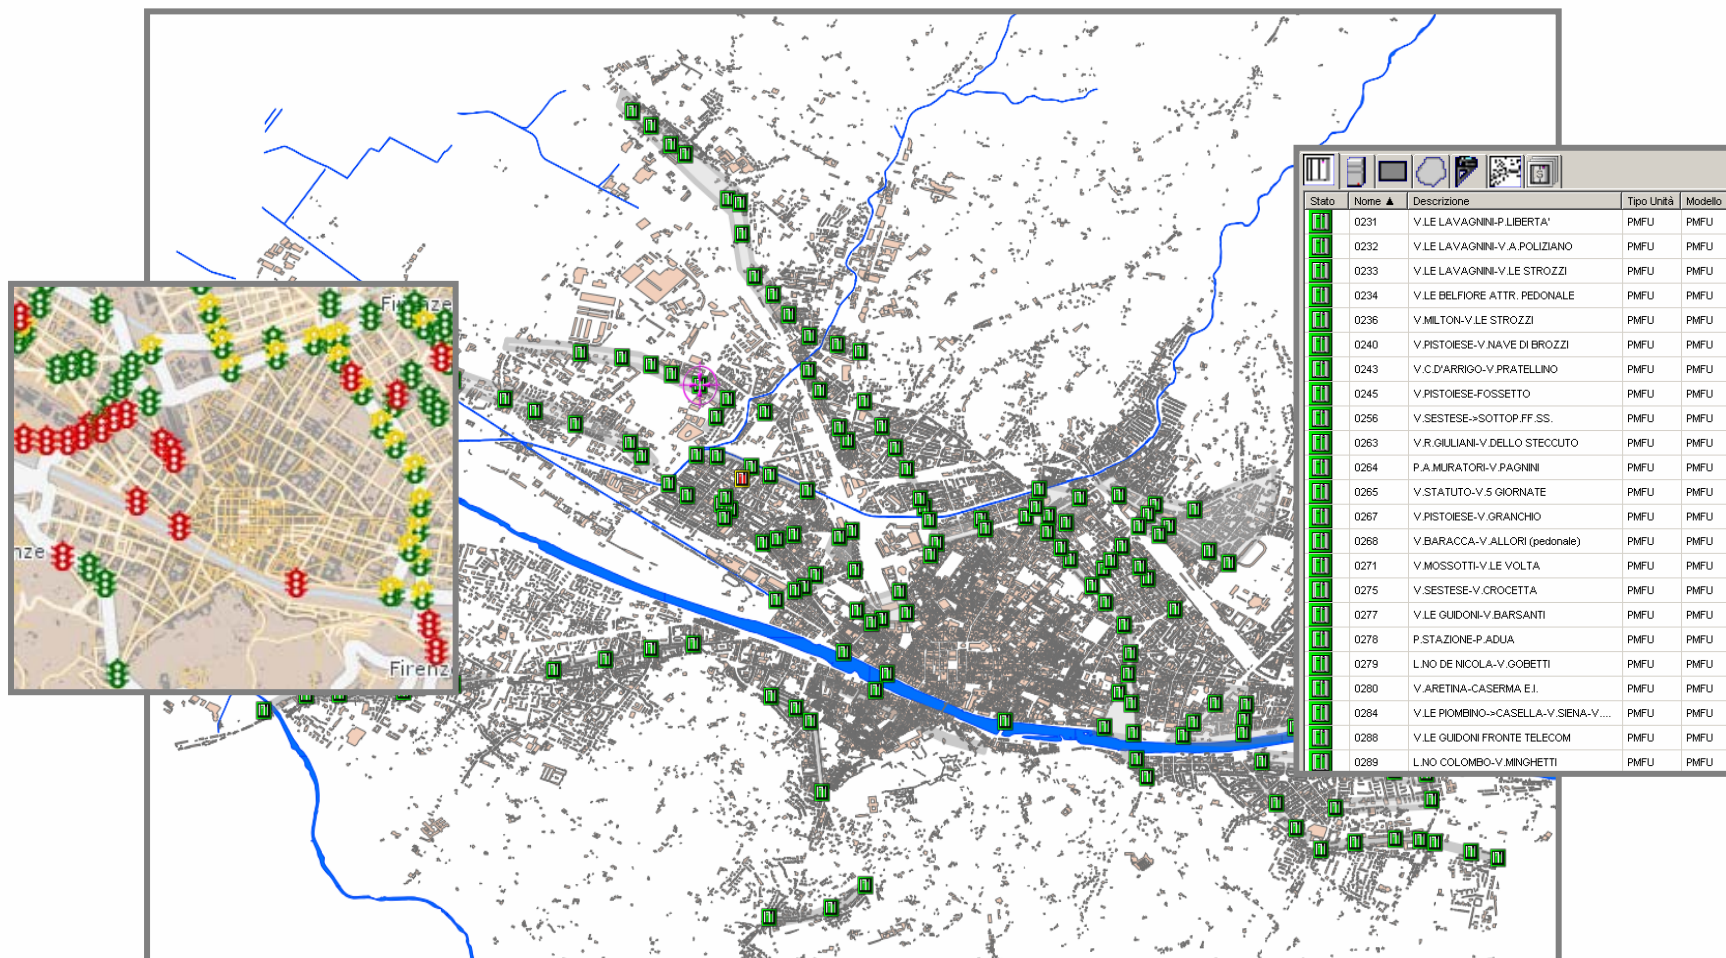 Firenze
nze
Firenz
Stato Nome Descrizione Tipo Unità Modello
0231 V.LE LAVAGNINI-P.LIBERTA' PMFU PMFU
0232 V.LE LAVAGNINI-V.A.POLIZIANO PMFU PMFU
0233 V.LE LAVAGNINI-V.LE STROZZI PMFU PMFU
0234 V.LE BELFIORE ATTR. PEDONALE PMFU PMFU
0236 V.MILTON-V.LE STROZZI PMFU PMFU
0240 V.PISTOIESE-V.NAVE DI BROZZI PMFU PMFU
0243 V.C.D'ARRIGO-V.PRATELLINO PMFU PMFU
0245 V.PISTOIESE-FOSSETTO PMFU PMFU
0256 V.SESTESE->SOTTOP.FF.SS. PMFU PMFU
0263 V.R.GIULIANI-V.DELLO STECCUTO PMFU PMFU
0264 P.A.MURATORI-V.PAGNINI PMFU PMFU
0265 V.STATUTO-V.5 GIORNATE PMFU PMFU
0267 V.PISTOIESE-V.GRANCHIO PMFU PMFU
0268 V.BARACCA-V.ALLORI (pedonale) PMFU PMFU
0271 V.MOSSOTTI-V.LE VOLTA PMFU PMFU
0275 V.SESTESE-V.CROCETTA PMFU PMFU
0277 V.LE GUIDONI-V.BARSANTI PMFU PMFU
0278 P.STAZIONE-P.ADUA PMFU PMFU
0279 L.NO DE NICOLA-V.GOBETTI PMFU PMFU
0280 V.ARETINA-CASERMA E.I. PMFU PMFU
0284 V.LE PIOMBINO->CASELLA-V.SIENA-V.... PMFU PMFU
0288 V.LE GUIDONI FRONTE TELECOM PMFU PMFU
0289 L.NO COLOMBO-V.MINGHETTI PMFU PMFU